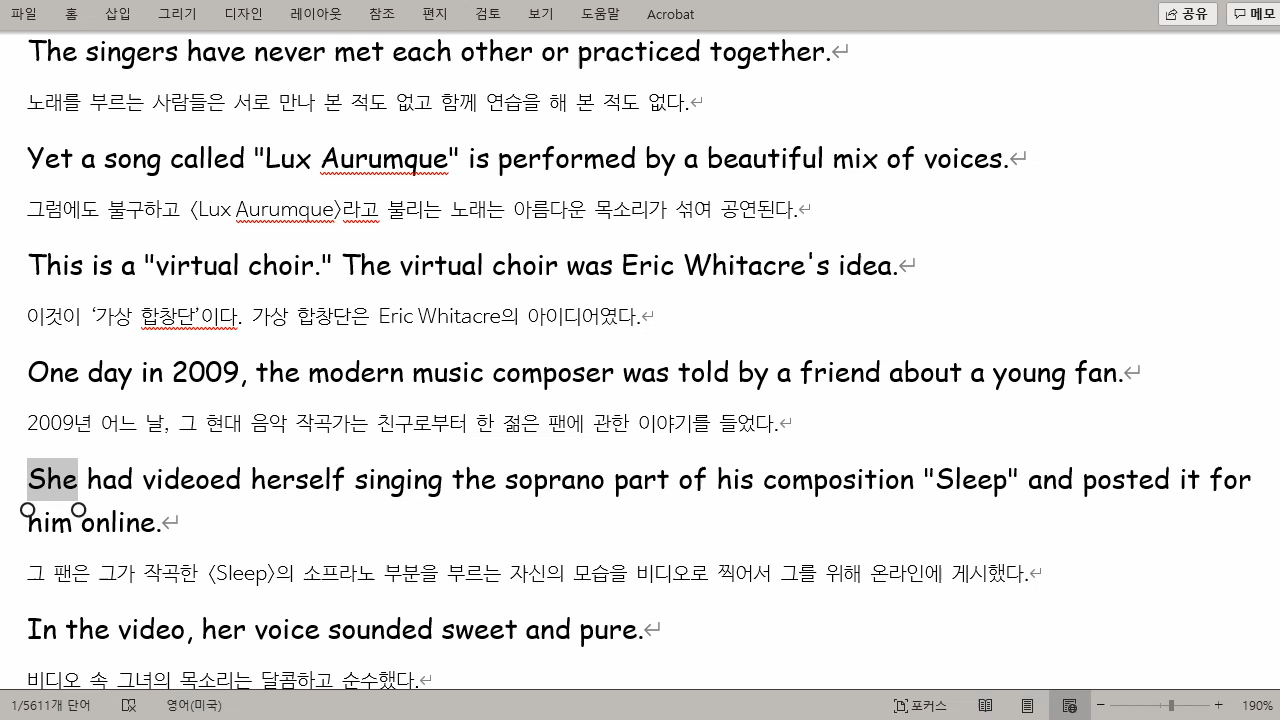 파일 홈 삽입 그리기 디자인 레이아웃 참조 편지 검토 보기 도움말 Acrobat 공유 메모
The singers have never met each other or practiced together.
노래를 부르는 사람들은 서로 만나 본 적도 없고 함께 연습을 해 본 적도 없다.
Yet a song called "Lux Aurumque" is performed by a beautiful mix of voices.
그럼에도 불구하고 〈Lux Aurumque〉라고 불리는 노래는 아름다운 목소리가 섞여 공연된다.
This is a "virtual choir." The virtual choir was Eric Whitacre's idea.
이것이 ‘가상 합창단’이다. 가상 합창단은 Eric Whitacre의 아이디어였다.
One day in 2009, the modern music composer was told by a friend about a young fan.
2009년 어느 날, 그 현대 음악 작곡가는 친구로부터 한 젊은 팬에 관한 이야기를 들었다.
She had videoed herself singing the soprano part of his composition "Sleep" and posted it for
him online.
그 팬은 그가 작곡한 〈Sleep〉의 소프라노 부분을 부르는 자신의 모습을 비디오로 찍어서 그를 위해 온라인에 게시했다.
In the video, her voice sounded sweet and pure.
비디오 속 그녀의 목소리는 달콤하고 순수했다.
1/5611개 단어 영어(미국) 포커스 190%